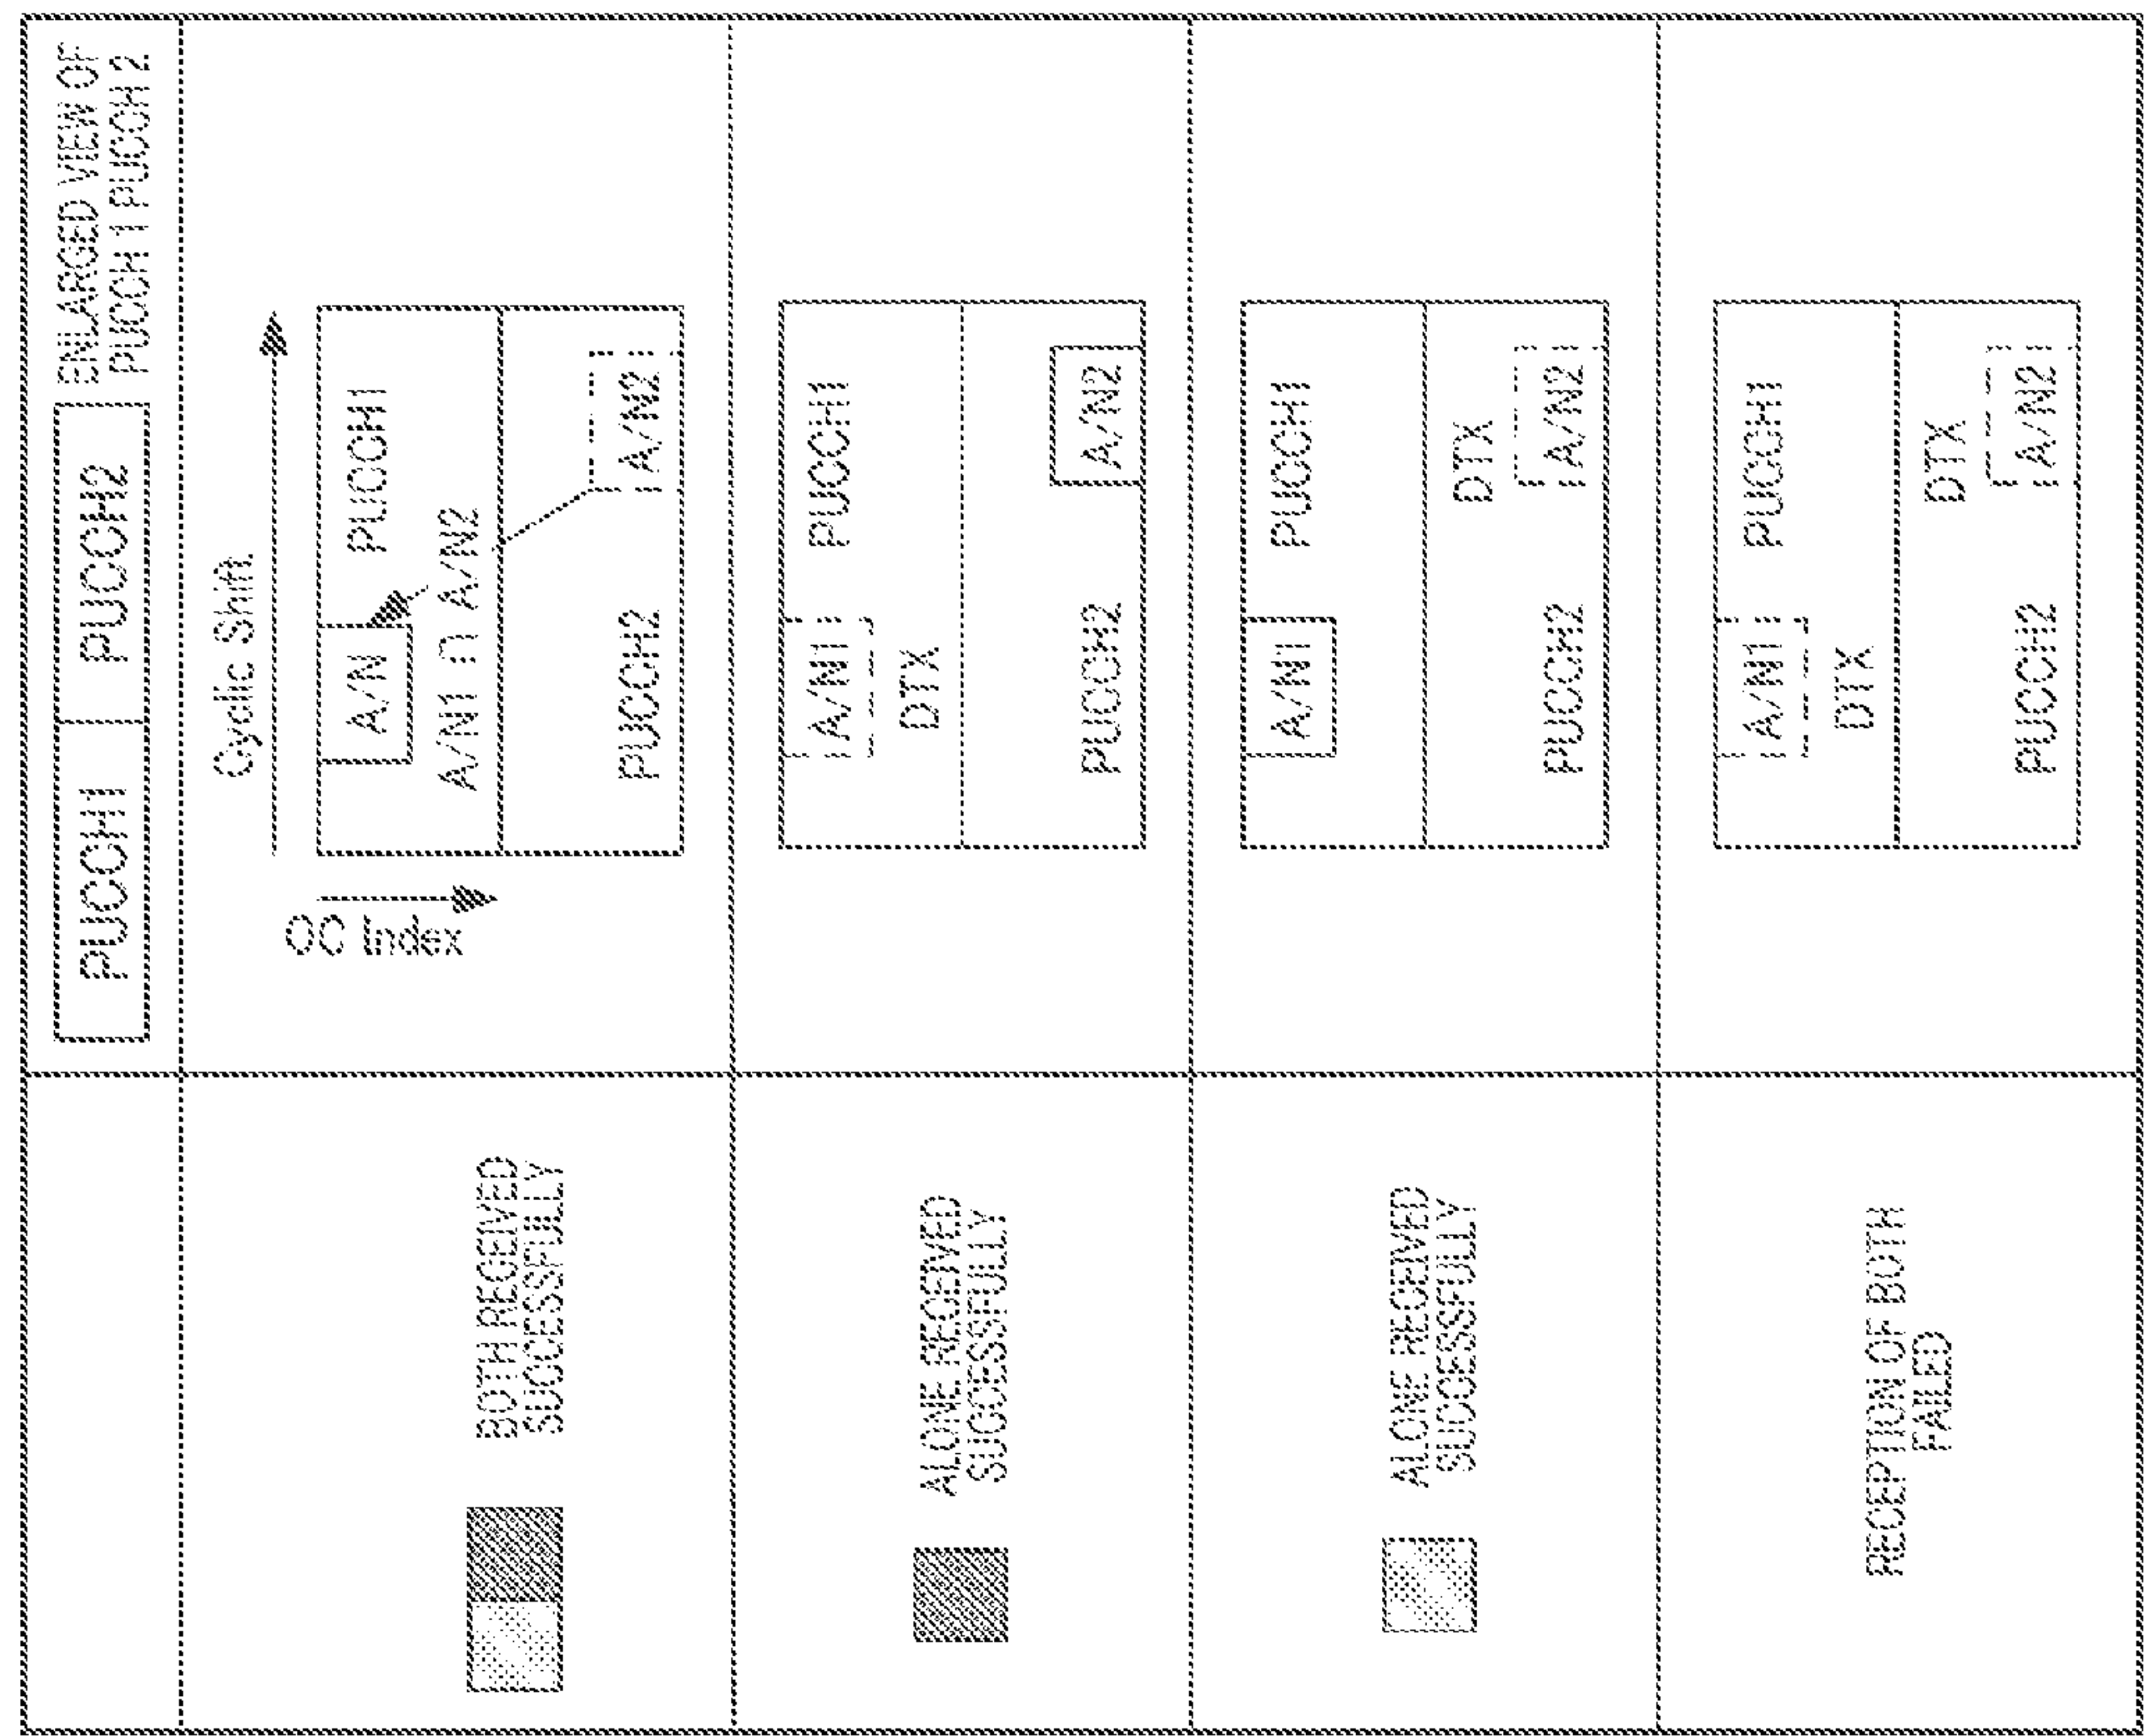 PUCCH1
PUCCH2
ENLARGED VIEW OF
PUCCH 1 PUCCH 2
BOTH RECEIVED
SUCCESSFULLY
Cyclic Shift
OC Index
A/N
PUCCH1
A/N1 ∩ A/N2
PUCCH2
A/N2
ALONE RECEIVED
SUCCESSFULLY
A/N1
PUCCH1
DTX
PUCCH2
A/N2
ALONE RECEIVED
SUCCESSFULLY
A/N1
PUCCH1
DTX
PUCCH2
A/N2
RECEPTION OF BOTH
FAILED
A/N1
PUCCH1
DTX
DTX
PUCCH2
A/N2